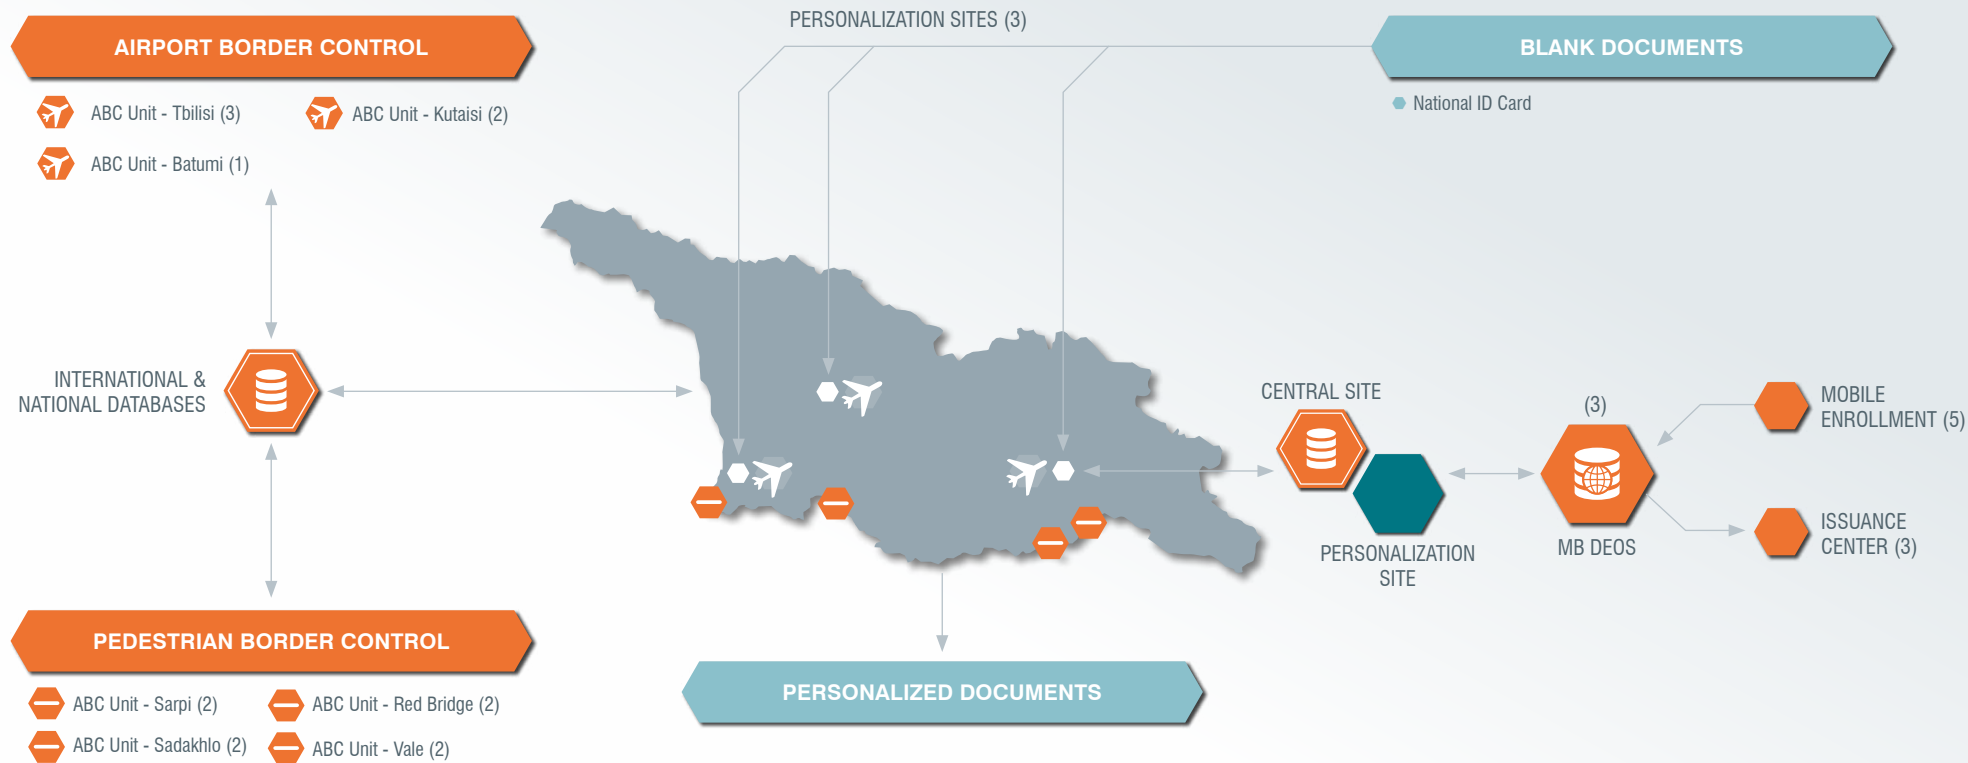 AIRPORT BORDER CONTROL
ABC Unit - Tbilisi (3)
ABC Unit - Kutaisi (2)
ABC Unit - Batumi (1)
PERSONALIZATION SITES (3)
BLANK DOCUMENTS
National ID Card
INTERNATIONAL &
NATIONAL DATABASES
CENTRAL SITE
PERSONALIZATION
SITE
(3)
MB DEOS
MOBILE
ENROLLMENT (5)
ISSUANCE
CENTER (3)
PEDESTRIAN BORDER CONTROL
ABC Unit - Sarpi (2)
ABC Unit - Red Bridge (2)
ABC Unit - Sadakhlo (2)
ABC Unit - Vale (2)
PERSONALIZED DOCUMENTS